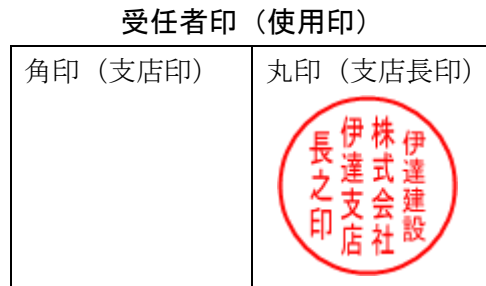 受任者印（使用印）
角印（支店印）
丸印（支店長印）
伊達建設
株式会社
伊達支店
長之印